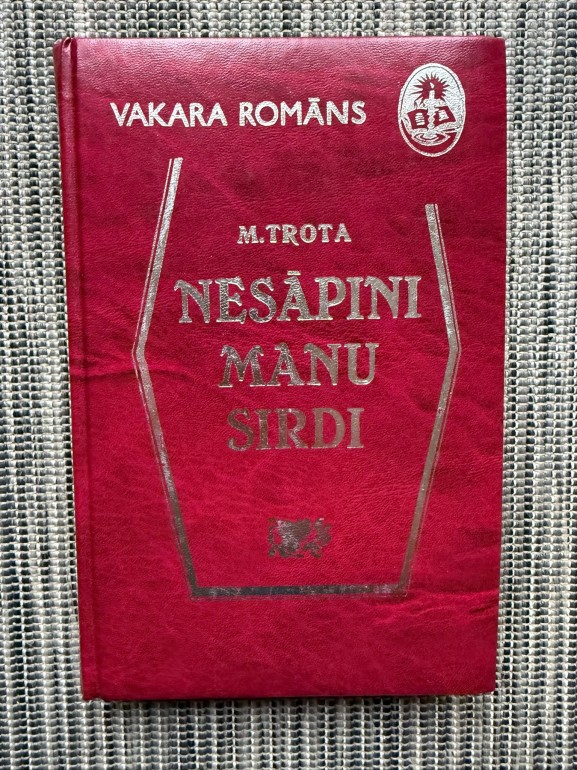 VAKARA ROMĀNS
M. TROTA
NESĀPINI
MANU
SIRDI